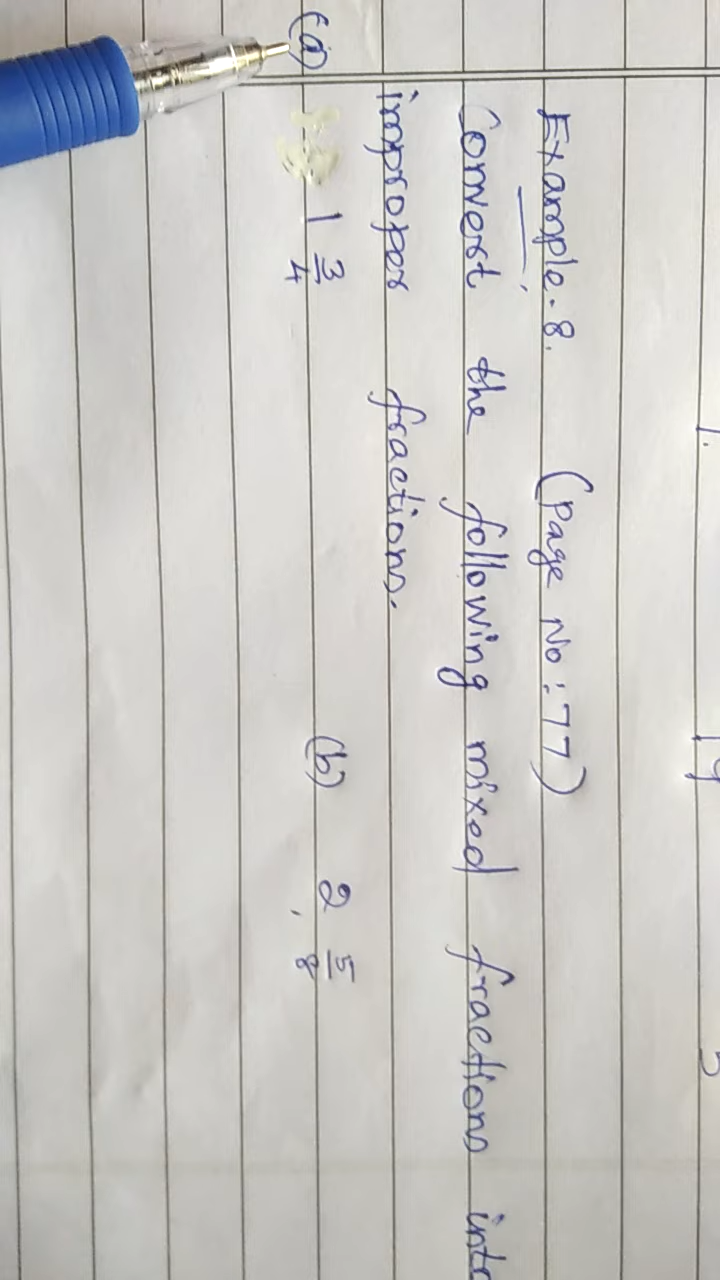 Example-8. (Page No:77)
Convert the following mixed fractions into
improper fractions.
(a) 1 3/4 (b) 2 5/8